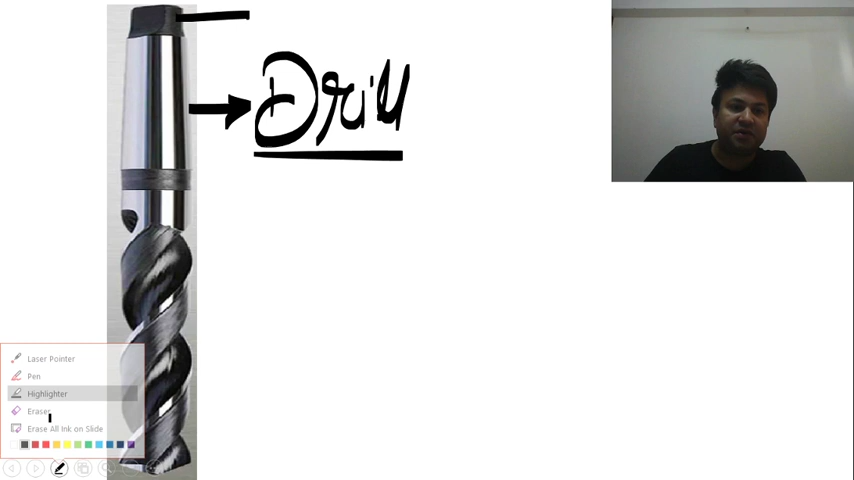 Drill
Laser Pointer
Pen
Highlighter
Eraser
Erase All Ink on Slide